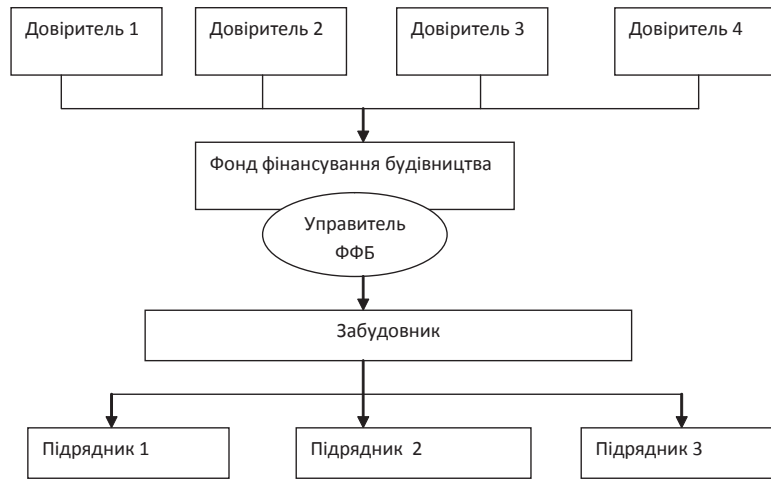 Довіритель 1
Довіритель 2
Довіритель 3
Довіритель 4
Фонд фінансування будівництва
Управитель
ФФБ
Забудовник
Підрядник 1
Підрядник 2
Підрядник 3